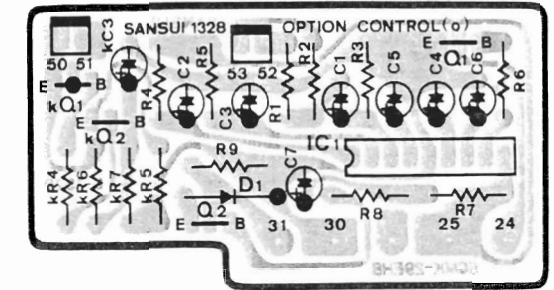 SANSUI 1328 OPTION CONTROL(o)
kC3
50 51
E B
kQ1
E B
kQ2
R4
C2
R5
53 52
C3
R1
R2
C1
R3
C5
C4
C6
E B
Q1
R6
IC1
R9
C7
D1
kR4
kR6
kR7
kR5
Q2
E B
31
30
R8
25
R7
24